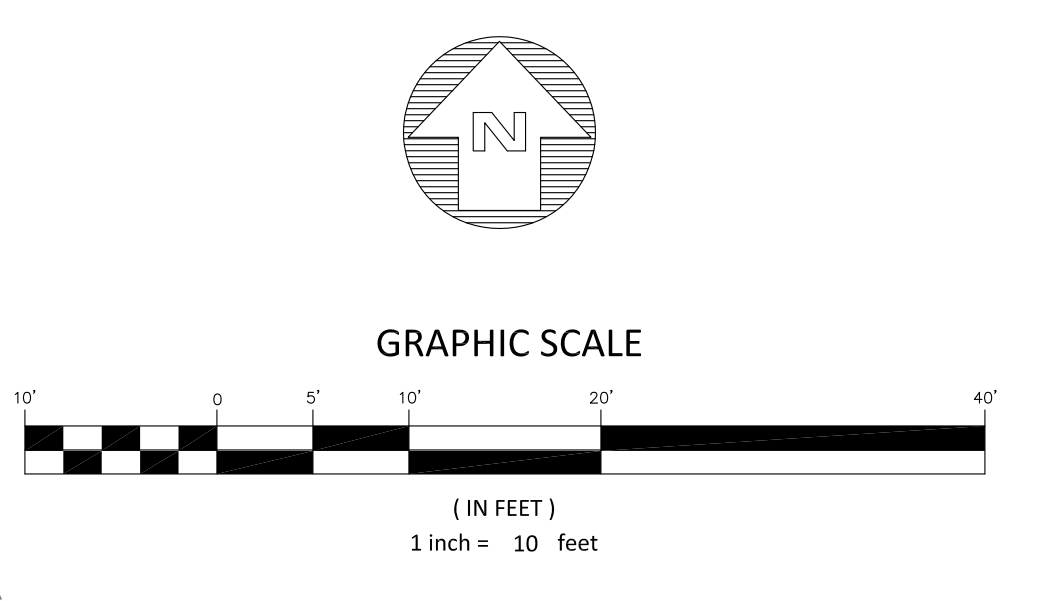 N
GRAPHIC SCALE
10' 0 5' 10' 20' 40'
( IN FEET )
1 inch = 10 feet